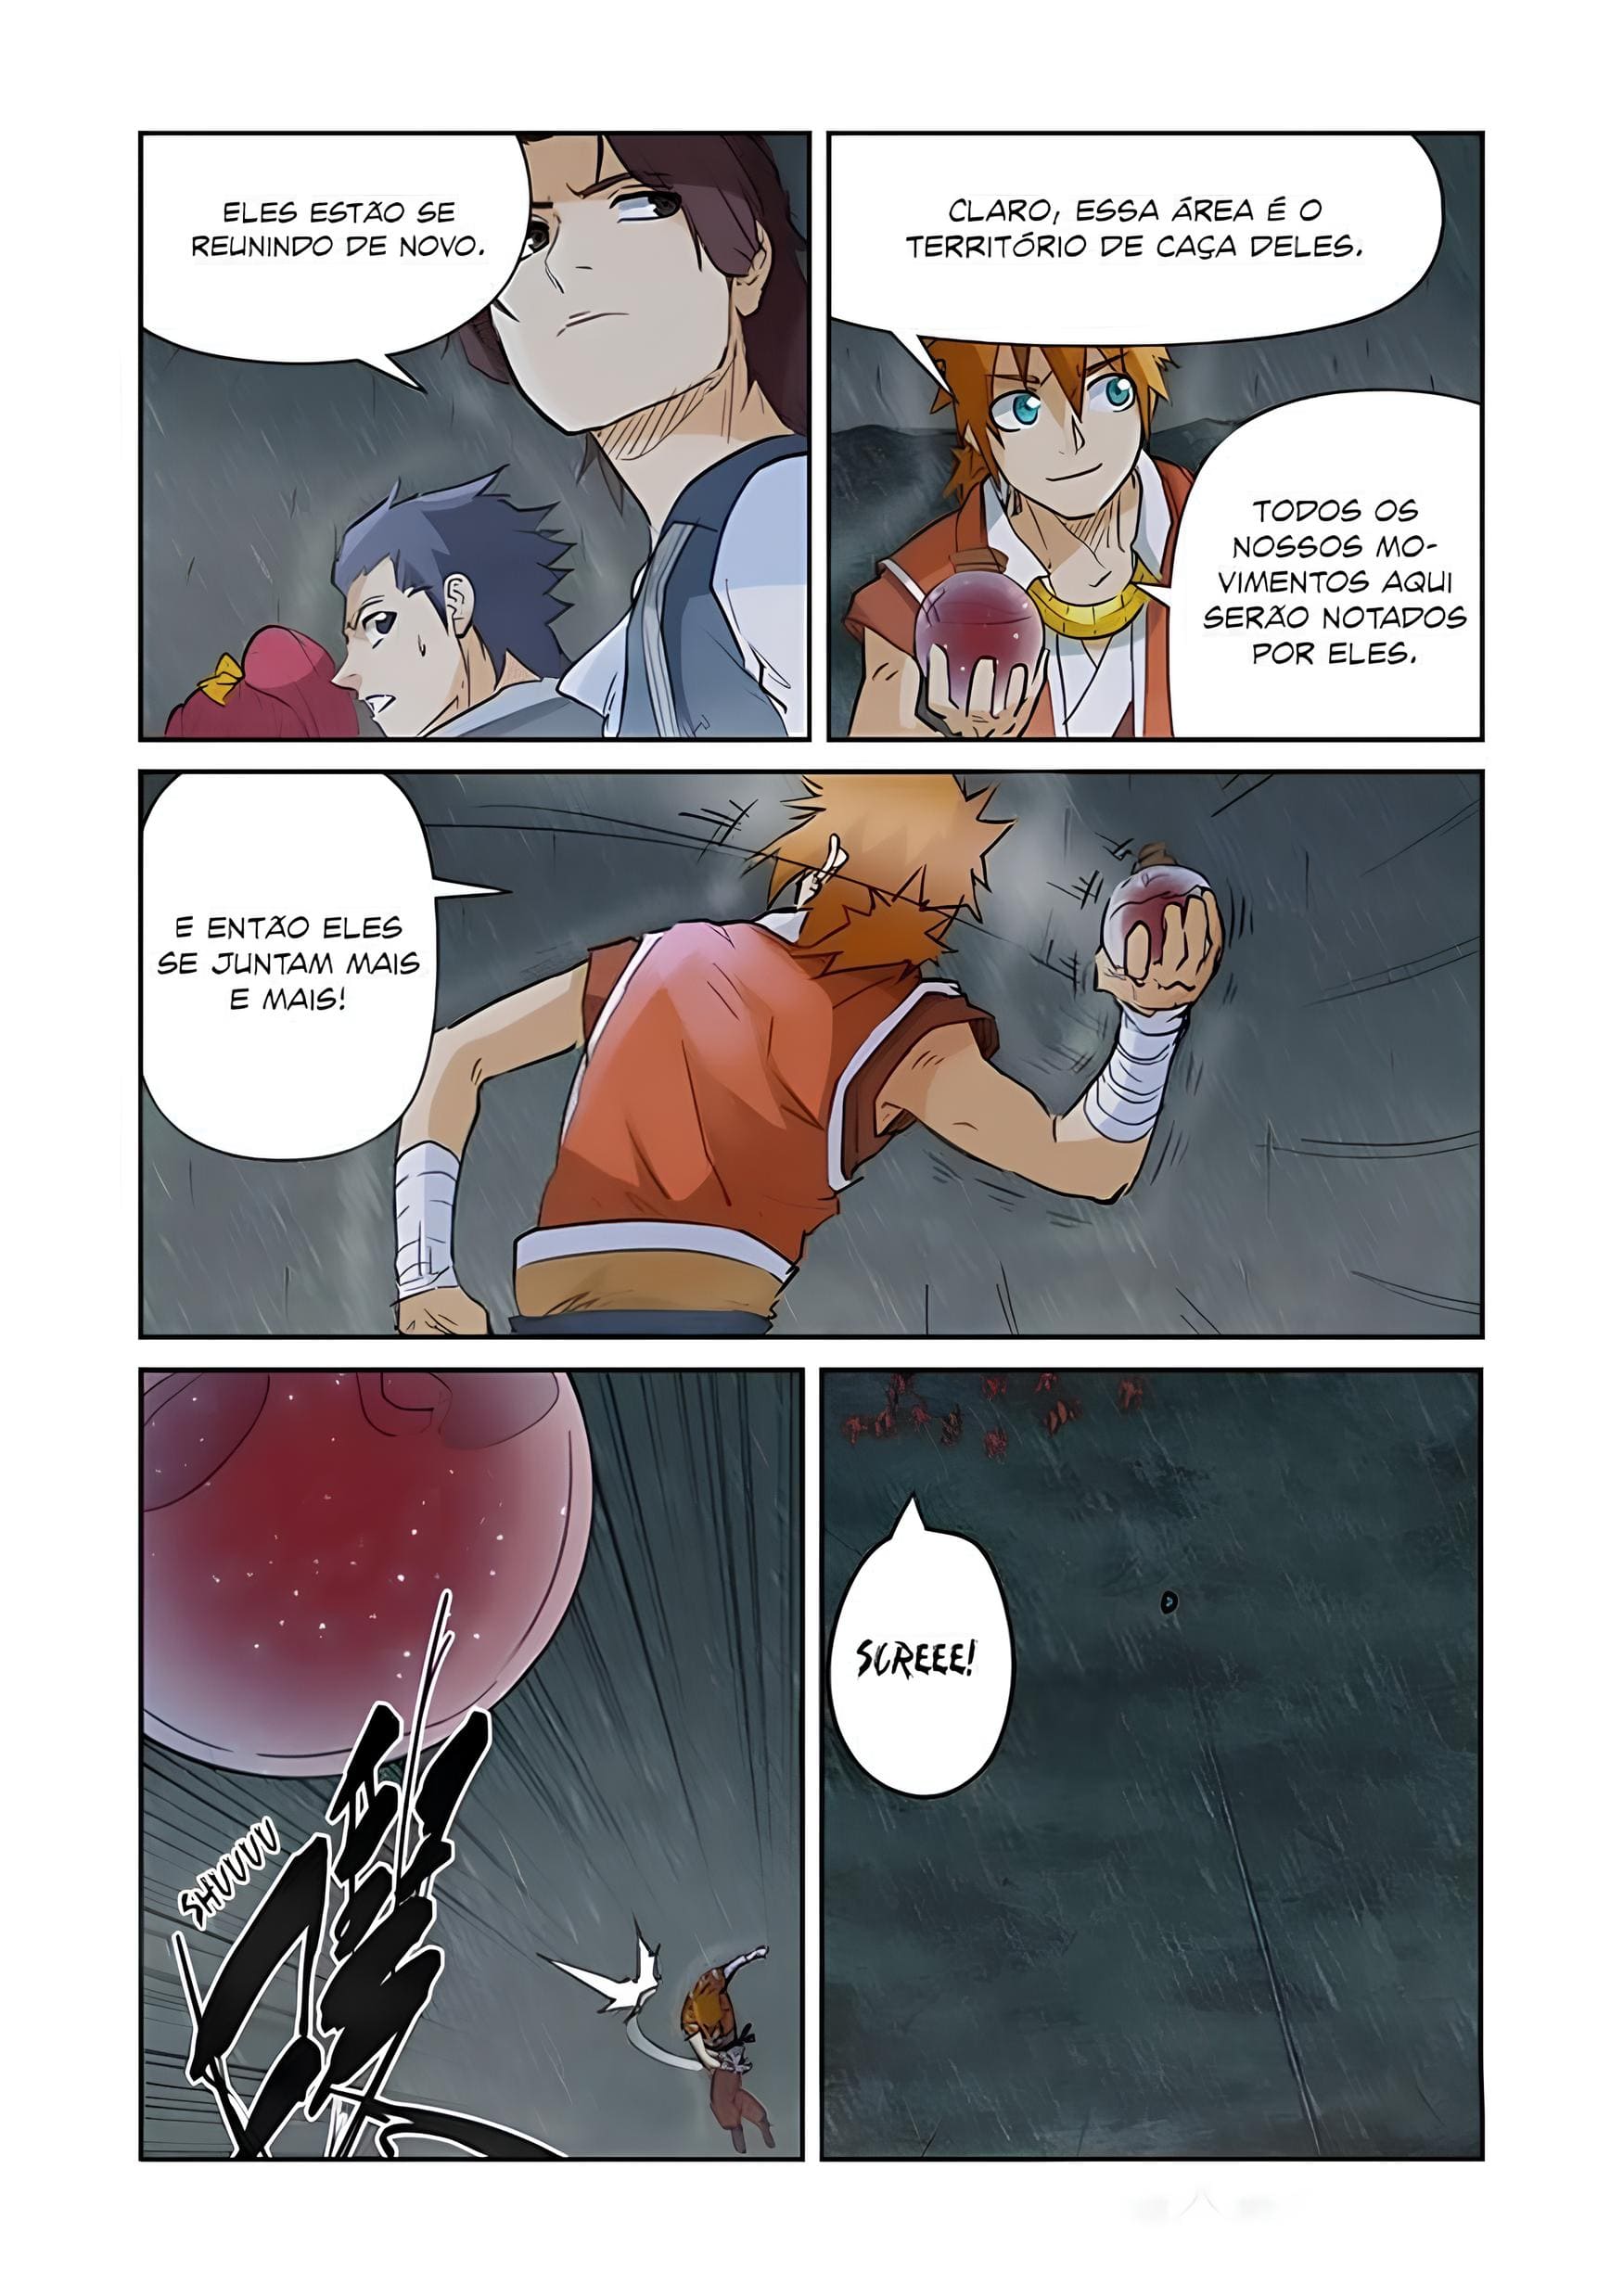 ELES ESTÃO SE
REUNINDO DE NOVO.
CLARO, ESSA ÁREA É O
TERRITÓRIO DE CAÇA DELES.
TODOS OS
NOSSOS MO-
VIMENTOS AQUI
SERÃO NOTADOS
POR ELES.
E ENTÃO ELES
SE JUNTAM MAIS
E MAIS!
SHUUUU
SCREEE!